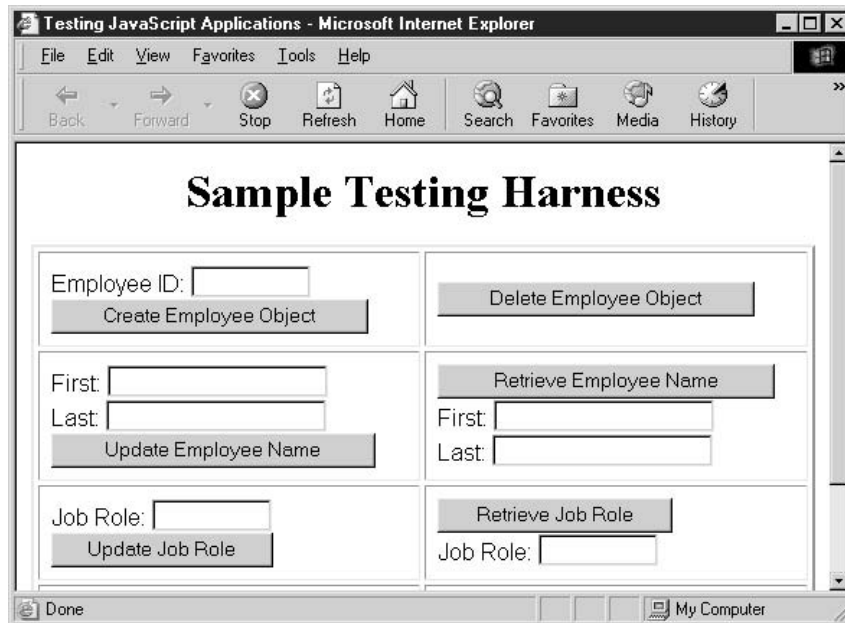 Testing JavaScript Applications - Microsoft Internet Explorer
File Edit View Favorites Tools Help
»
Back Forward Stop Refresh Home Search Favorites Media History
Sample Testing Harness
Employee ID:
Create Employee Object
Delete Employee Object
First:
Last:
Update Employee Name
Retrieve Employee Name
First:
Last:
Job Role:
Update Job Role
Retrieve Job Role
Job Role:
Done
My Computer